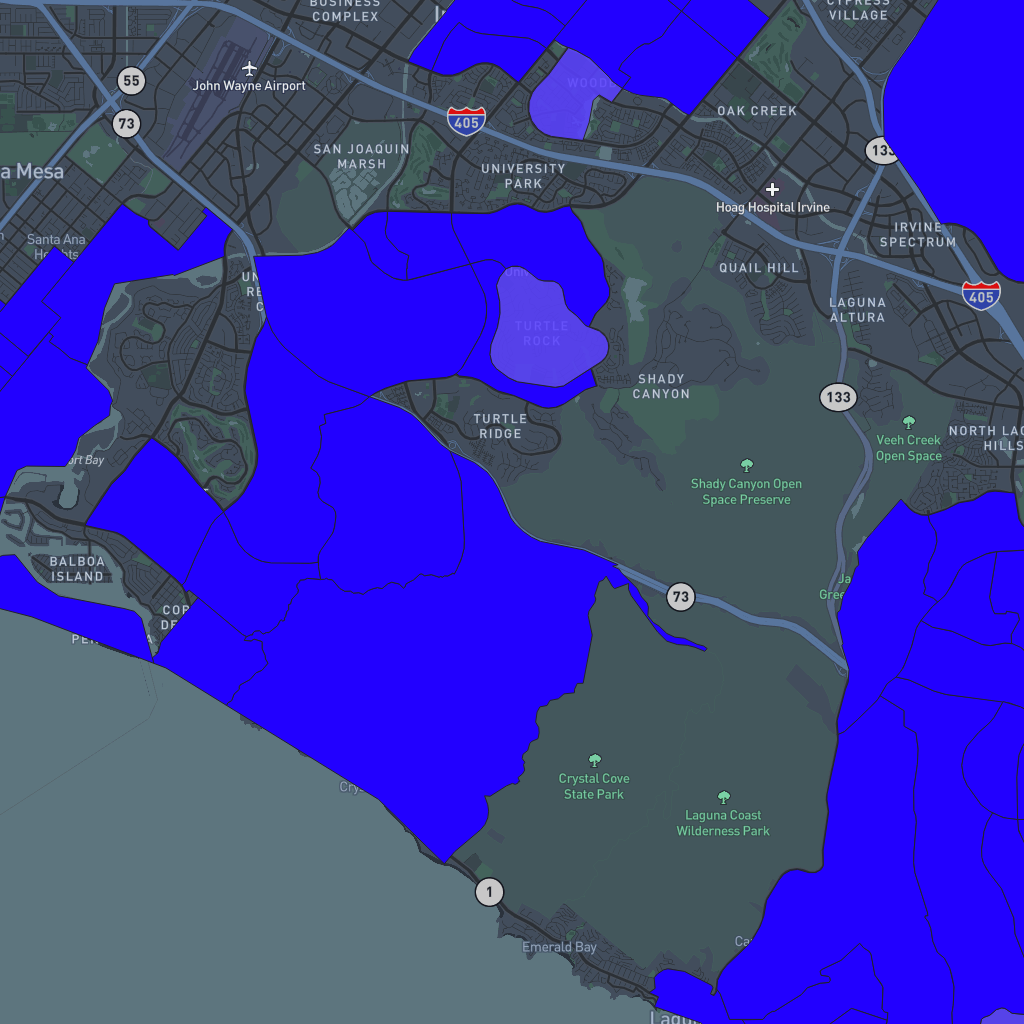 BUSINESS
COMPLEX
CYPRESS
VILLAGE
55
John Wayne Airport
73
405
OAK CREEK
SAN JOAQUIN
MARSH
UNIVERSITY
PARK
133
a Mesa
Hoag Hospital Irvine
Santa Ana
IRVINE
SPECTRUM
QUAIL HILL
405
LAGUNA
ALTURA
TURTLE
ROCK
SHADY
CANYON
133
TURTLE
RIDGE
Veeh Creek
Open Space
NORTH LAG
HILLS
ort Bay
Shady Canyon Open
Space Preserve
BALBOA
ISLAND
73
Crystal Cove
State Park
Laguna Coast
Wilderness Park
1
Emerald Bay